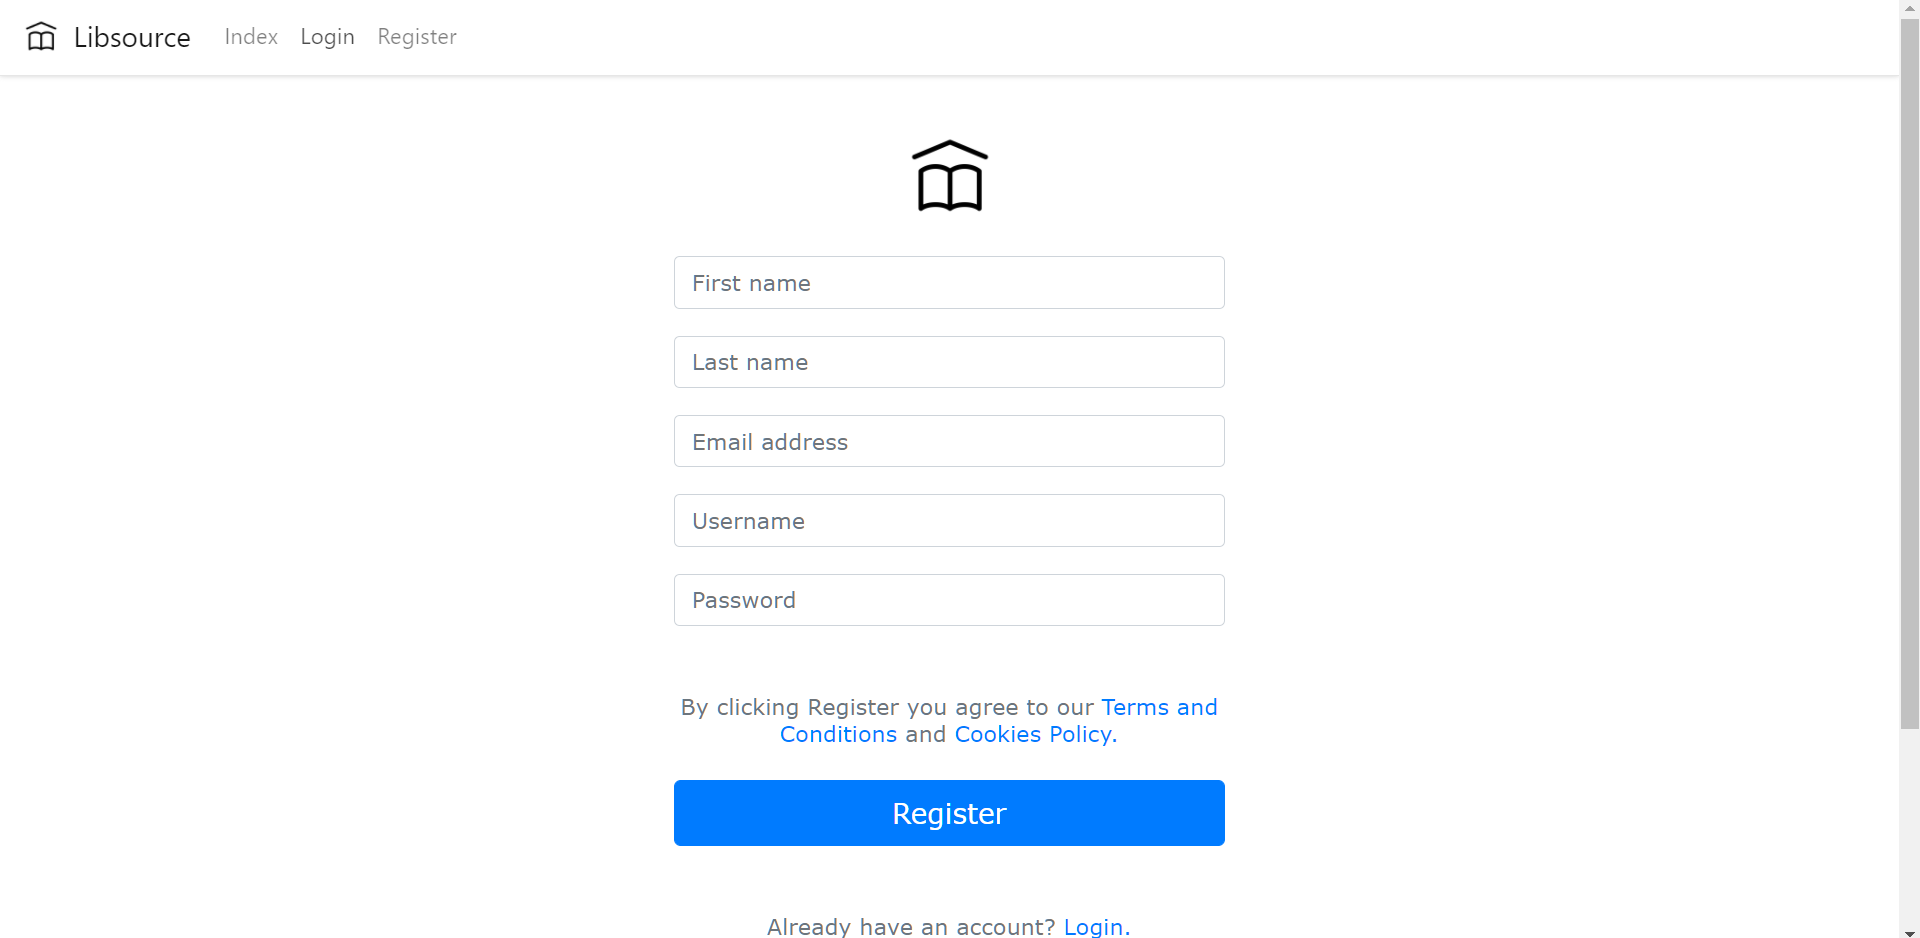 Libsource Index Login Register
First name
Last name
Email address
Username
Password
By clicking Register you agree to our Terms and
Conditions and Cookies Policy.
Register
Already have an account? Login.